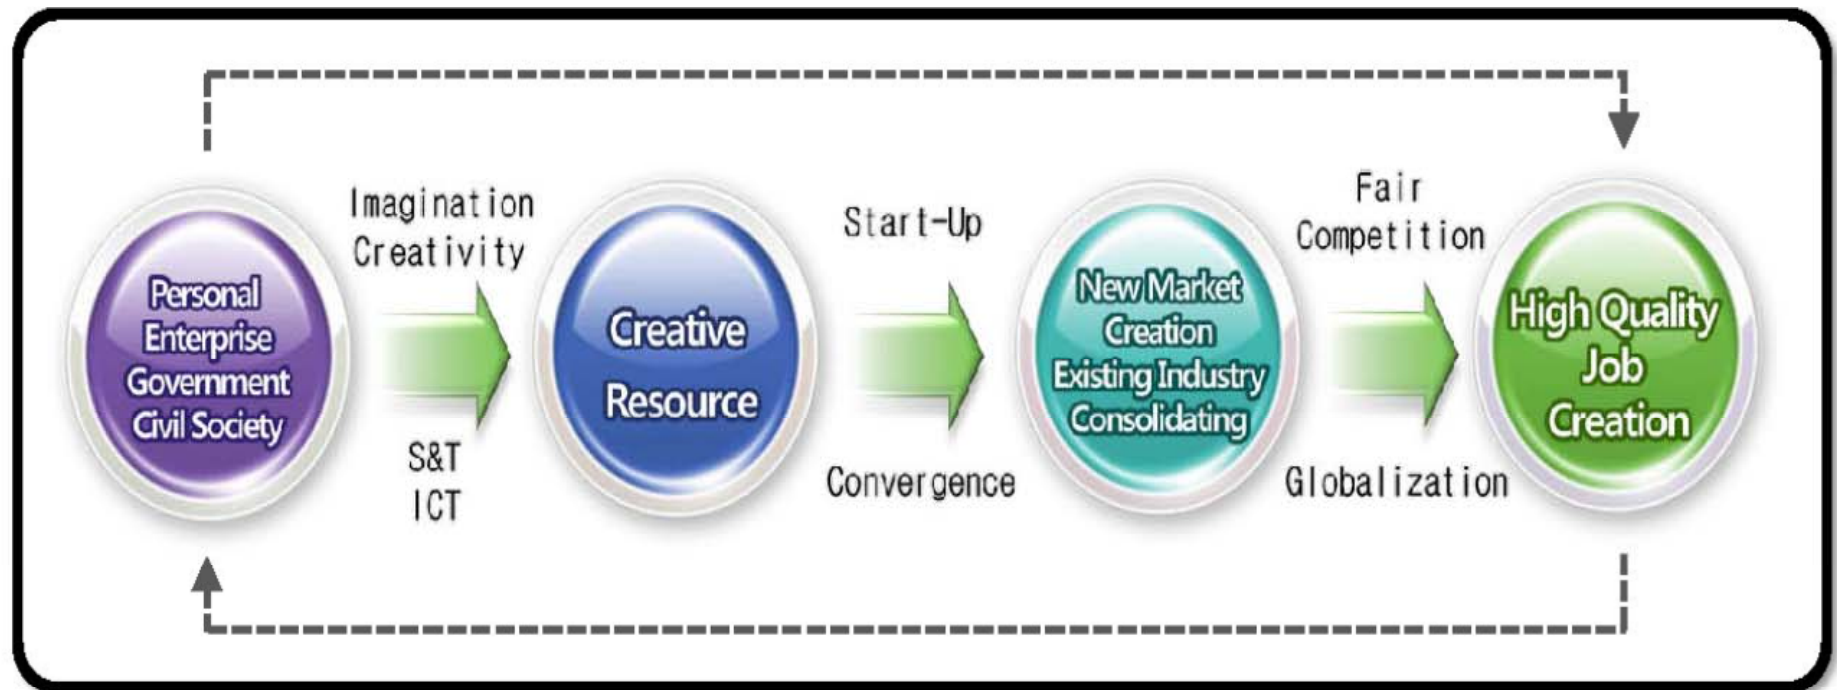 Personal
Enterprise
Government
Civil Society
Imagination
Creativity
S&T
ICT
Creative
Resource
Start-Up
Convergence
New Market
Creation
Existing Industry
Consolidating
Fair
Competition
Globalization
High Quality
Job
Creation